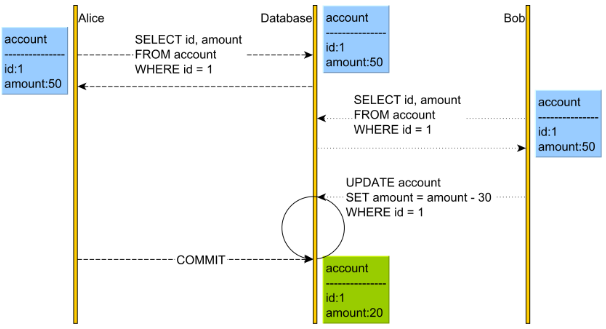 Alice
Database
Bob
account
---------------
id:1
amount:50
SELECT id, amount
FROM account
WHERE id = 1
account
---------------
id:1
amount:50
SELECT id, amount
FROM account
WHERE id = 1
account
---------------
id:1
amount:50
UPDATE account
SET amount = amount - 30
WHERE id = 1
COMMIT
account
---------------
id:1
amount:20